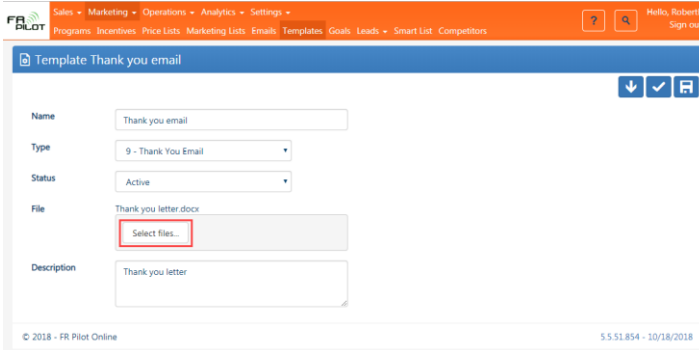 FR PILOT
Sales Marketing Operations Analytics Settings
Programs Incentives Price Lists Marketing Lists Emails Templates Goals Leads Smart List Competitors
?
Hello, Robert
Sign ou
Template Thank you email
Name
Thank you email
Type
9 - Thank You Email
Status
Active
File
Thank you letter.docx
Select files...
Description
Thank you letter
© 2018 - FR Pilot Online
5.5.51.854 - 10/18/2018